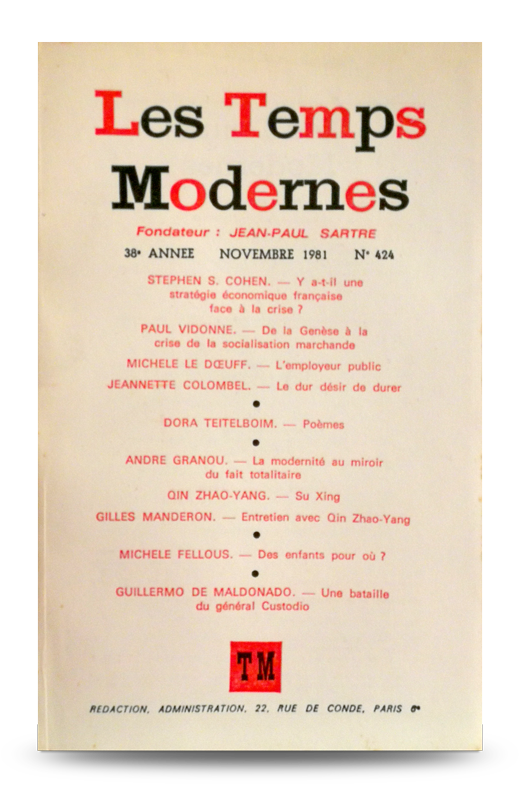 Les Temps
Modernes
Fondateur : JEAN-PAUL SARTRE
38e ANNEE NOVEMBRE 1981 N° 424
STEPHEN S. COHEN. — Y a-t-il une
stratégie économique française
face à la crise ?
PAUL VIDONNE. — De la Genèse à la
crise de la socialisation marchande
MICHELE LE DŒUFF. — L'employeur public
JEANNETTE COLOMBEL. — Le dur désir de durer
●
DORA TEITELBOIM. — Poèmes
●
ANDRE GRANOU. — La modernité au miroir
du fait totalitaire
QIN ZHAO-YANG. — Su Xing
GILLES MANDERON. — Entretien avec Qin Zhao-Yang
●
MICHELE FELLOUS. — Des enfants pour où ?
●
GUILLERMO DE MALDONADO. — Une bataille
du général Custodio
TM
REDACTION, ADMINISTRATION, 22, RUE DE CONDE, PARIS 6e